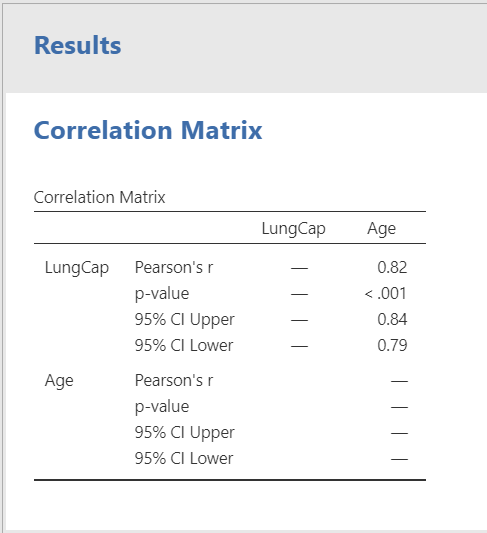 Results
Correlation Matrix
Correlation Matrix
LungCap Age
LungCap Pearson's r — 0.82
p-value — < .001
95% CI Upper — 0.84
95% CI Lower — 0.79
Age Pearson's r —
p-value —
95% CI Upper —
95% CI Lower —